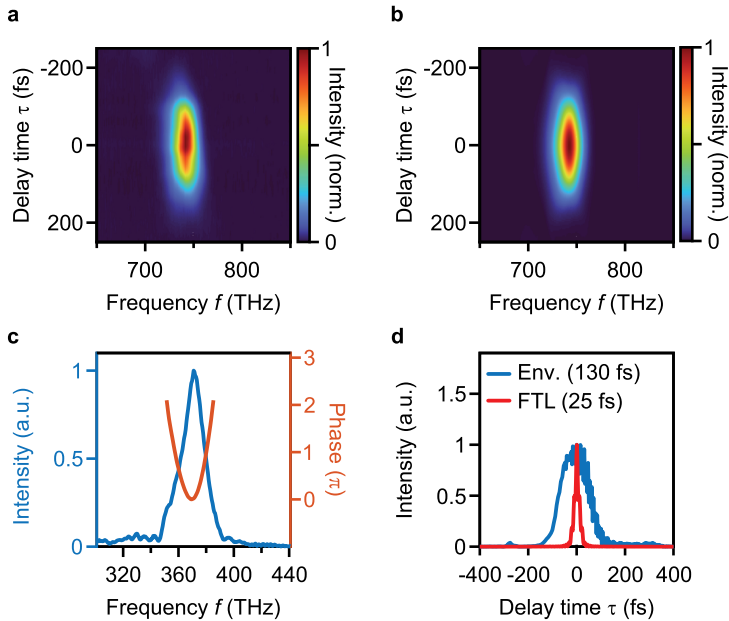 a
Delay time τ (fs)
-200
0
200
700
800
Frequency f (THz)
1
0
Intensity (norm.)
b
Delay time τ (fs)
-200
0
200
700
800
Frequency f (THz)
1
0
Intensity (norm.)
c
Intensity (a.u.)
1
0.5
0
320
360
400
440
Frequency f (THz)
3
2
1
0
Phase (π)
d
Intensity (a.u.)
1.5
1
0.5
0
Env. (130 fs)
FTL (25 fs)
-400
-200
0
200
400
Delay time τ (fs)